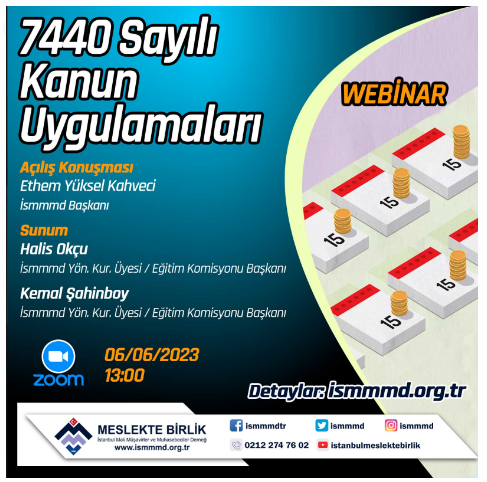 7440 Sayılı
Kanun
Uygulamaları
WEBİNAR
Açılış Konuşması
Ethem Yüksel Kahveci
İsmmmd Başkanı
Sunum
Halis Okçu
İsmmmd Yön. Kur. Üyesi / Eğitim Komisyonu Başkanı
Kemal Şahinboy
İsmmmd Yön. Kur. Üyesi / Eğitim Komisyonu Başkanı
15
15
15
15
15
zoom
06/06/2023
13:00
Detaylar: ismmmd.org.tr
MESLEKTE BİRLİK
İstanbul Mali Müşavirler ve Muhasebeciler Derneği
www.ismmmd.org.tr
ismmmdtr
ismmmd
ismmmd
0212 274 76 02
istanbulmeslektebirlik